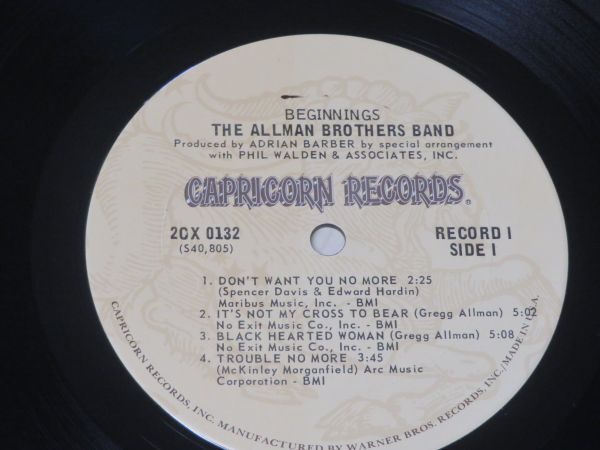 BEGINNINGS
THE ALLMAN BROTHERS BAND
Produced by ADRIAN BARBER by special arrangement
with PHIL WALDEN & ASSOCIATES, INC.
CAPRICORN RECORDS®
2CX 0132
(S40,805)
RECORD I
SIDE I
1. DON'T WANT YOU NO MORE 2:25
(Spencer Davis & Edward Hardin)
Maribus Music, Inc. - BMI
2. IT'S NOT MY CROSS TO BEAR (Gregg Allman) 5:02
No Exit Music Co., Inc. - BMI
3. BLACK HEARTED WOMAN (Gregg Allman) 5:08
No Exit Music Co., Inc. - BMI
4. TROUBLE NO MORE 3:45
(McKinley Morganfield) Arc Music
Corporation - BMI
CAPRICORN RECORDS, INC. MANUFACTURED BY WARNER BROS. RECORDS, INC./MADE IN U.S.A.